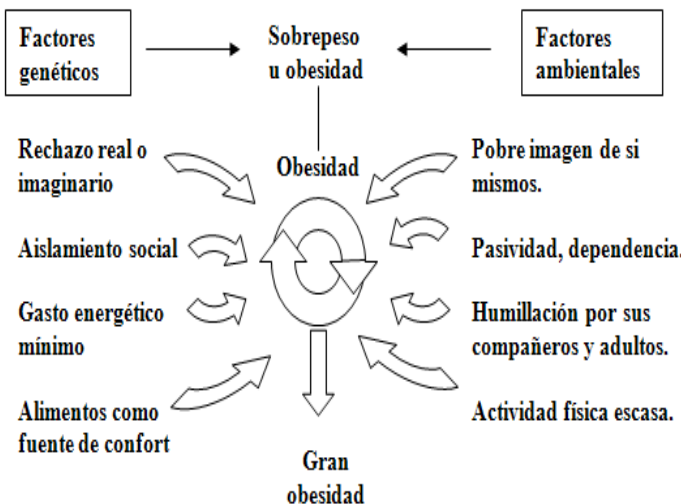 Factores
genéticos
Sobrepeso
u obesidad
Factores
ambientales
Rechazo real o
imaginario
Obesidad
Pobre imagen de si
mismos.
Aislamiento social
Pasividad, dependencia.
Gasto energético
mínimo
Humillación por sus
compañeros y adultos.
Alimentos como
fuente de confort
Actividad física escasa.
Gran
obesidad